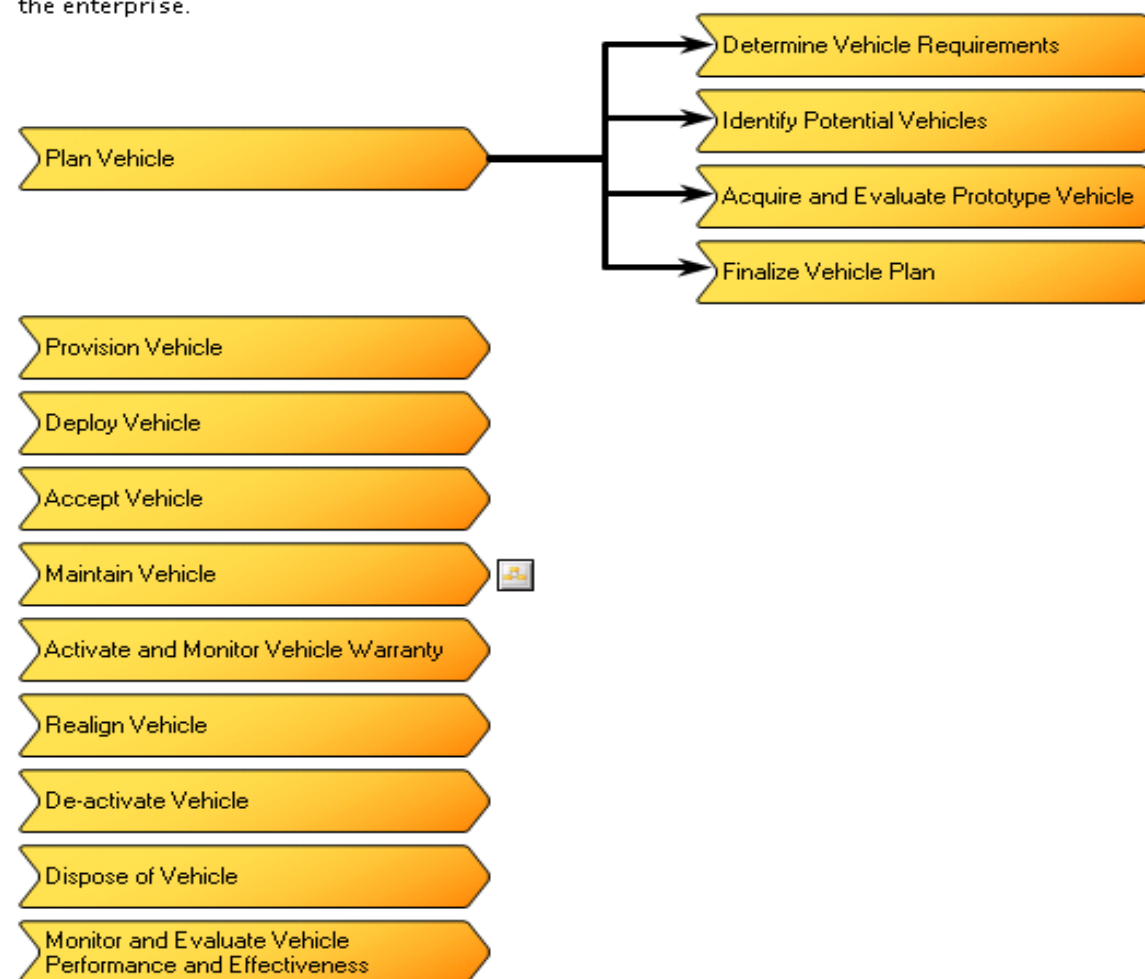 the enterprise.
Determine Vehicle Requirements
Identify Potential Vehicles
Plan Vehicle
Acquire and Evaluate Prototype Vehicle
Finalize Vehicle Plan
Provision Vehicle
Deploy Vehicle
Accept Vehicle
Maintain Vehicle
Activate and Monitor Vehicle Warranty
Realign Vehicle
De-activate Vehicle
Dispose of Vehicle
Monitor and Evaluate Vehicle
Performance and Effectiveness